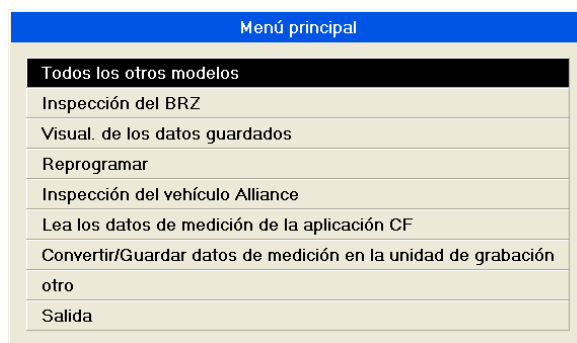 Menú principal
Todos los otros modelos
Inspección del BRZ
Visual. de los datos guardados
Reprogramar
Inspección del vehículo Alliance
Lea los datos de medición de la aplicación CF
Convertir/Guardar datos de medición en la unidad de grabación
otro
Salida